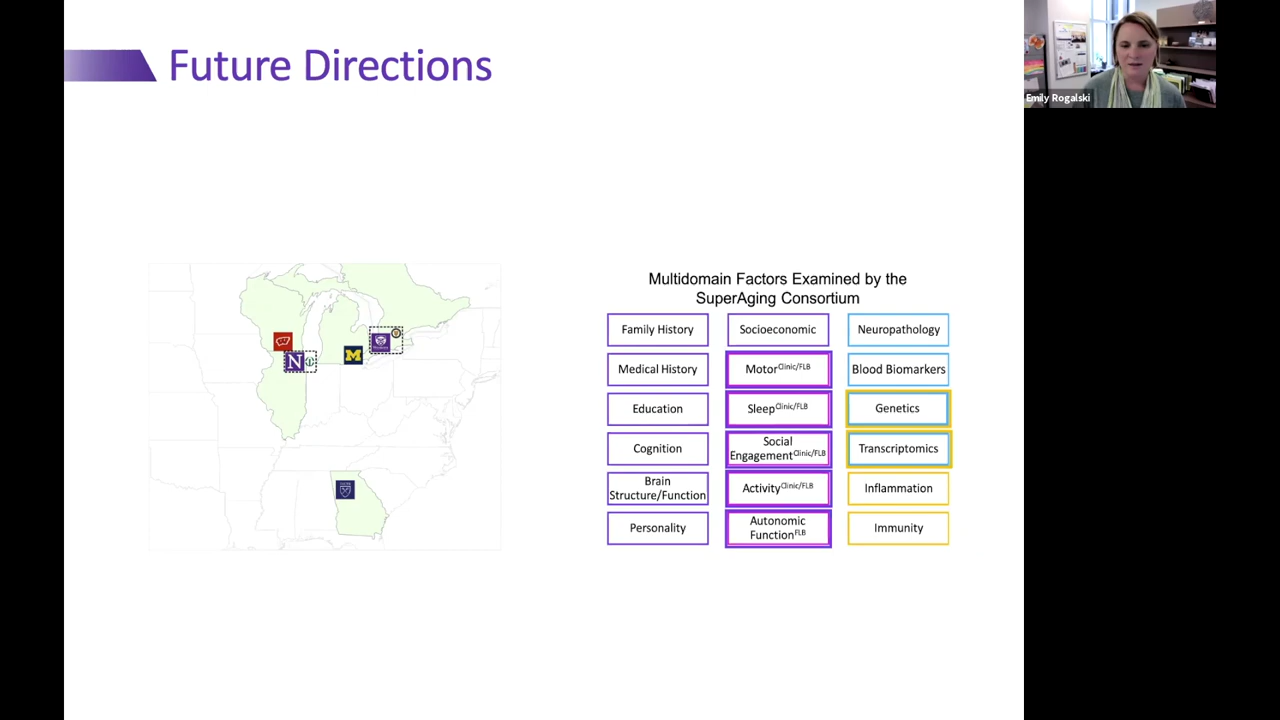 Future Directions
Emily Rogalski
N
M
Multidomain Factors Examined by the
SuperAging Consortium
Family History
Socioeconomic
Neuropathology
Medical History
Motor Clinic/FLB
Blood Biomarkers
Education
Sleep Clinic/FLB
Genetics
Cognition
Social
Engagement Clinic/FLB
Transcriptomics
Brain
Structure/Function
Activity Clinic/FLB
Inflammation
Personality
Autonomic
Function FLB
Immunity